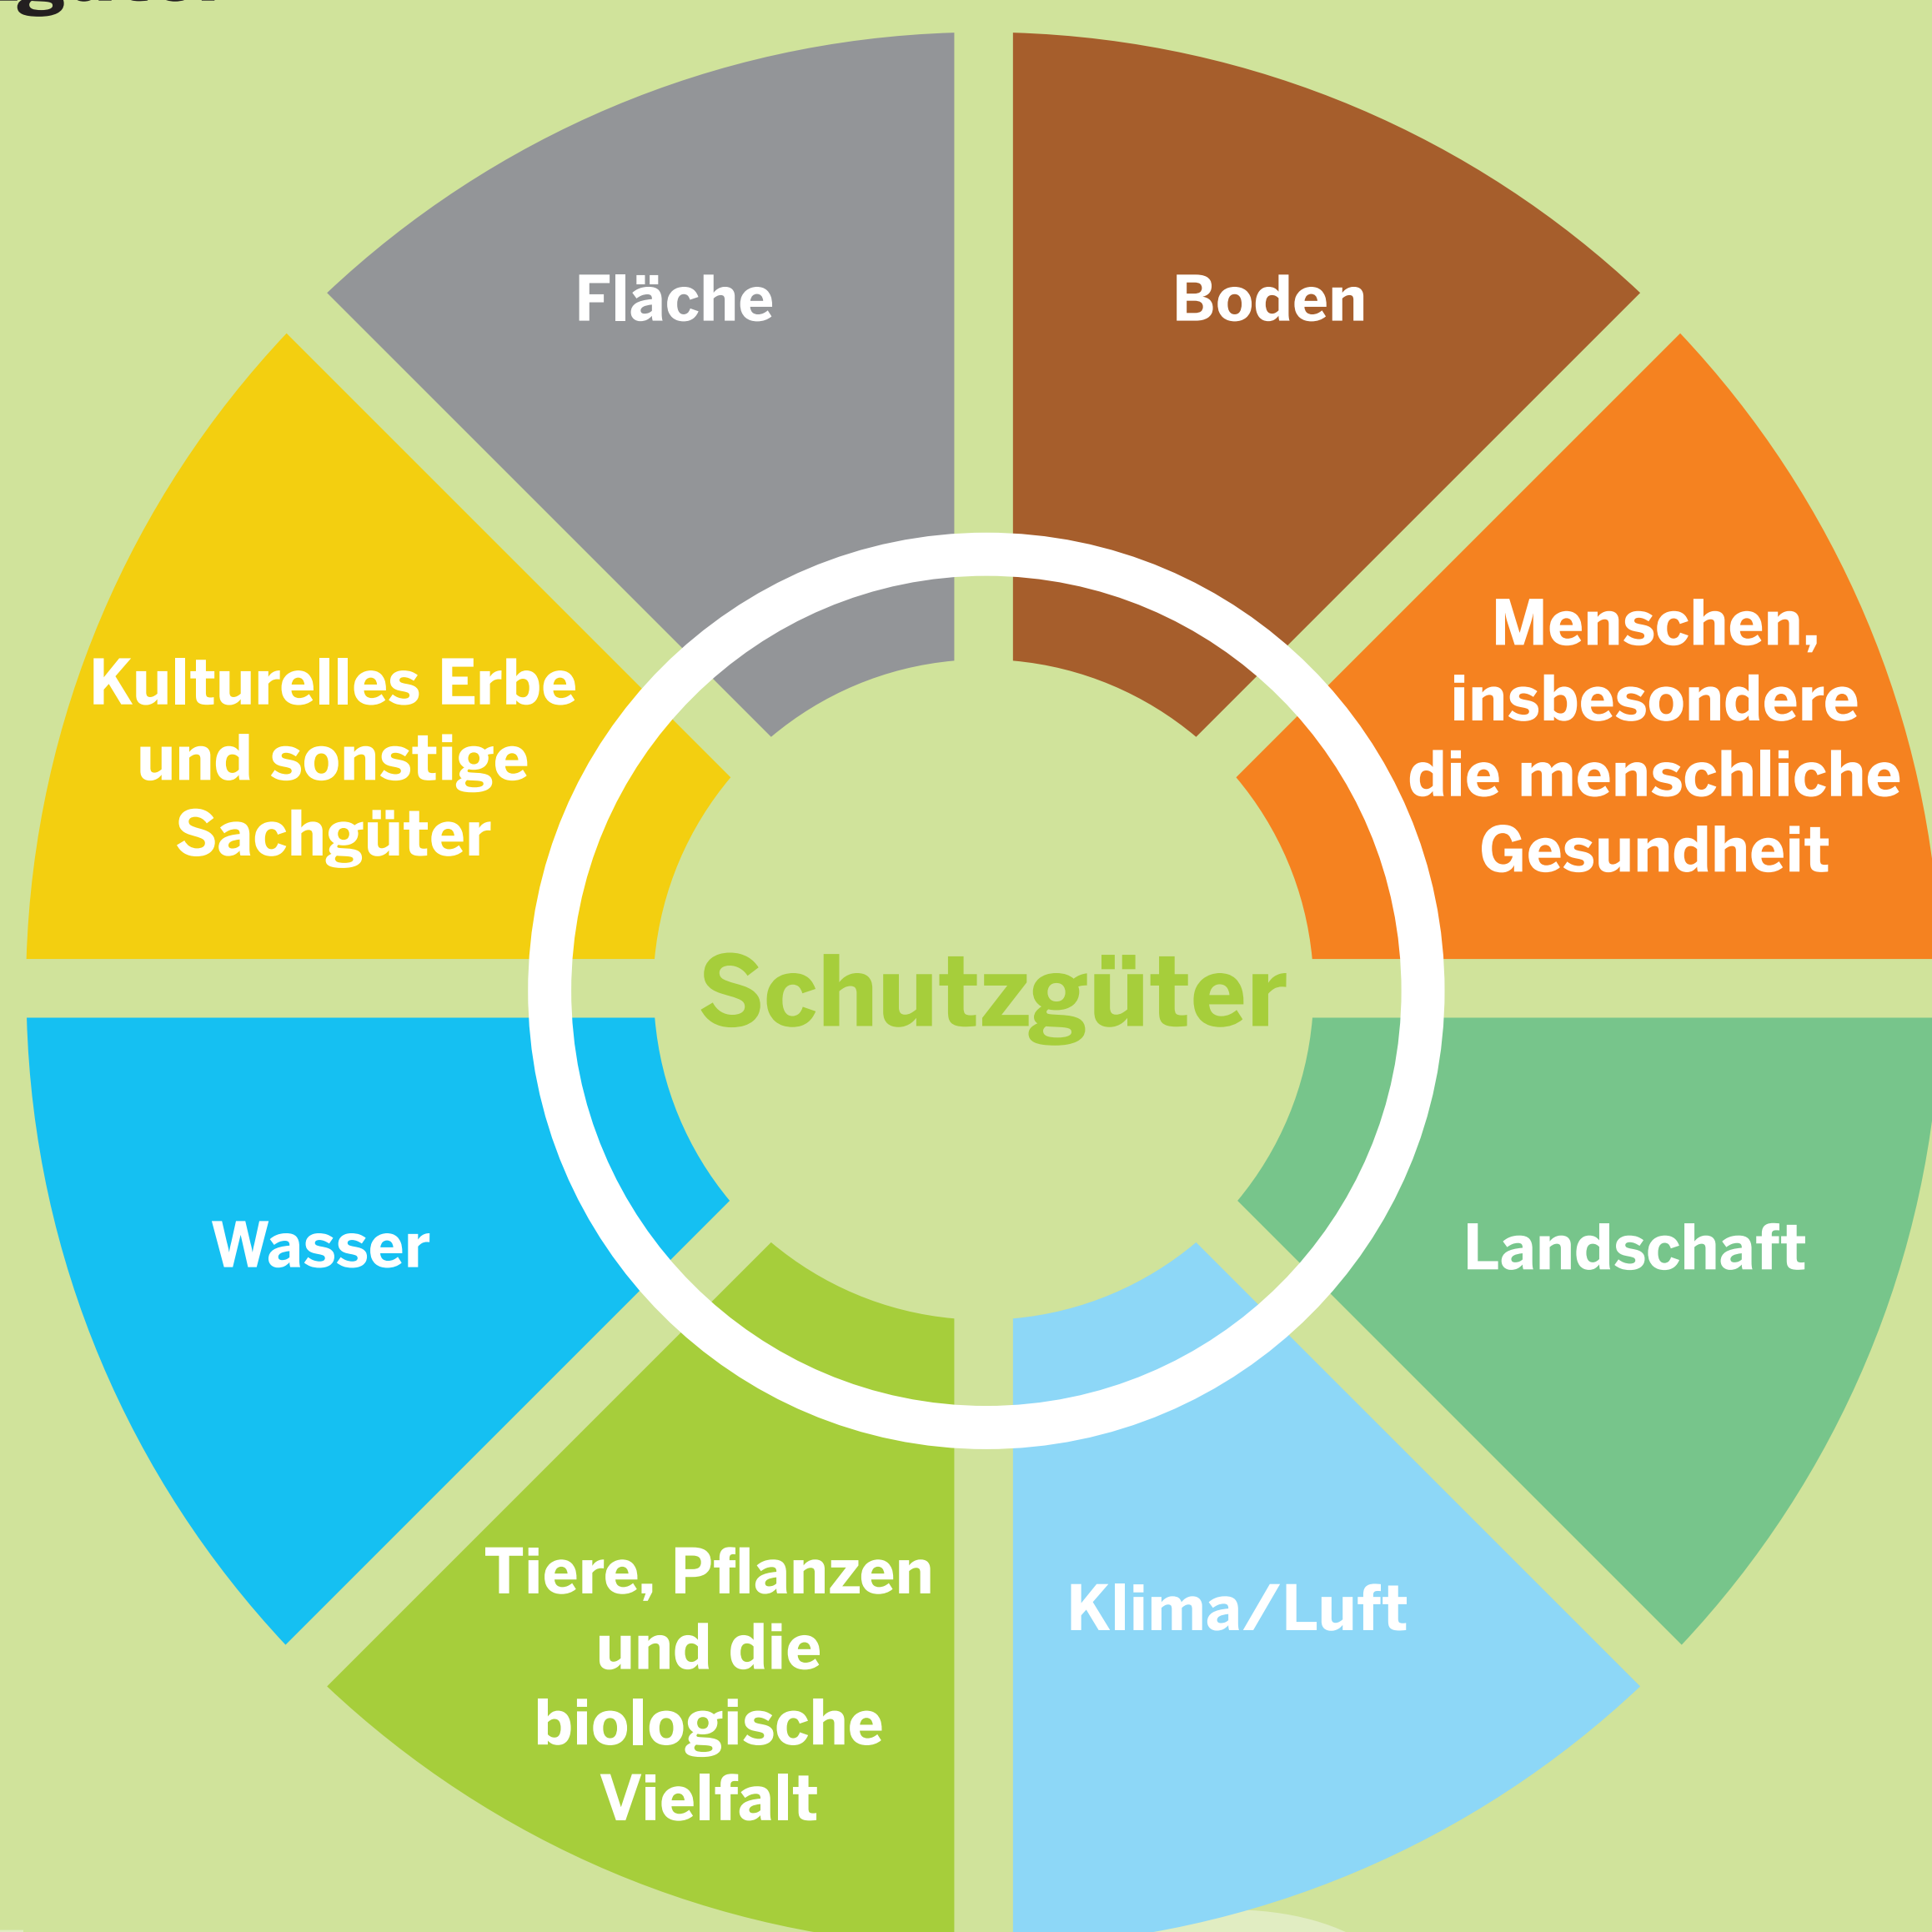 Fläche
Boden
Menschen,
insbesondere
die menschliche
Gesundheit
Kulturelles Erbe
und sonstige
Sachgüter
Schutzgüter
Wasser
Landschaft
Tiere, Pflanzen
und die
biologische
Vielfalt
Klima/Luft